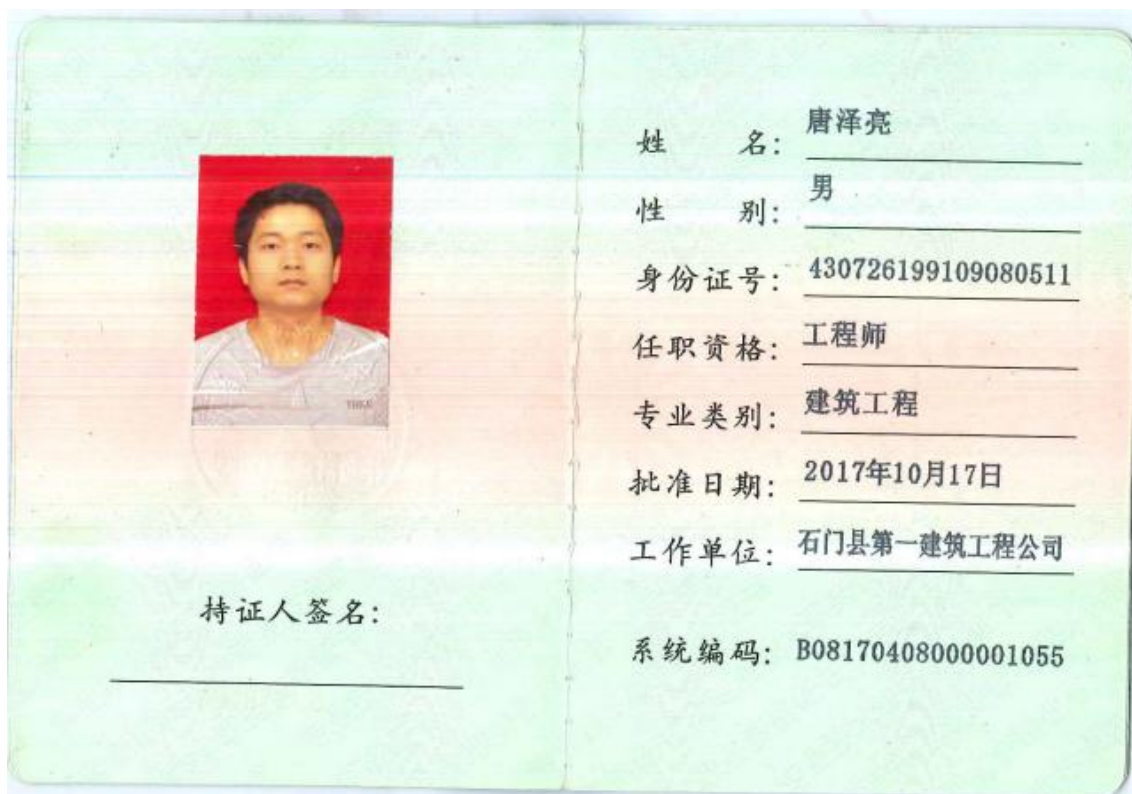 姓 名: 唐泽亮
性 别: 男
身份证号: 430726199109080511
任职资格: 工程师
专业类别: 建筑工程
批准日期: 2017年10月17日
工作单位: 石门县第一建筑工程公司
持证人签名:
系统编码: B08170408000001055